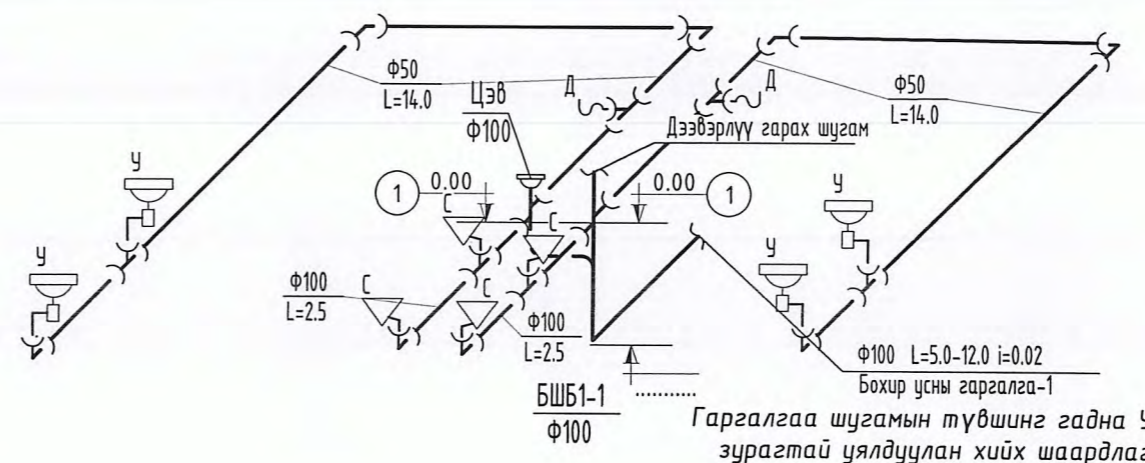 Ф50
L=14.0
Цэв
Ф100
Д
Д
Ф50
L=14.0
Дээвэрлүү гарах шугам
У
1
0.00
С
С
0.00
1
У
У
У
Ф100
L=2.5
С
С
Ф100
L=2.5
Ф100 L=5.0-12.0 i=0.02
Бохир усны гаргалга-1
БШБ1-1
Ф100
...........
Гаргалгаа шугамын түвшинг гадна
зурагтай уялдуулан хийх